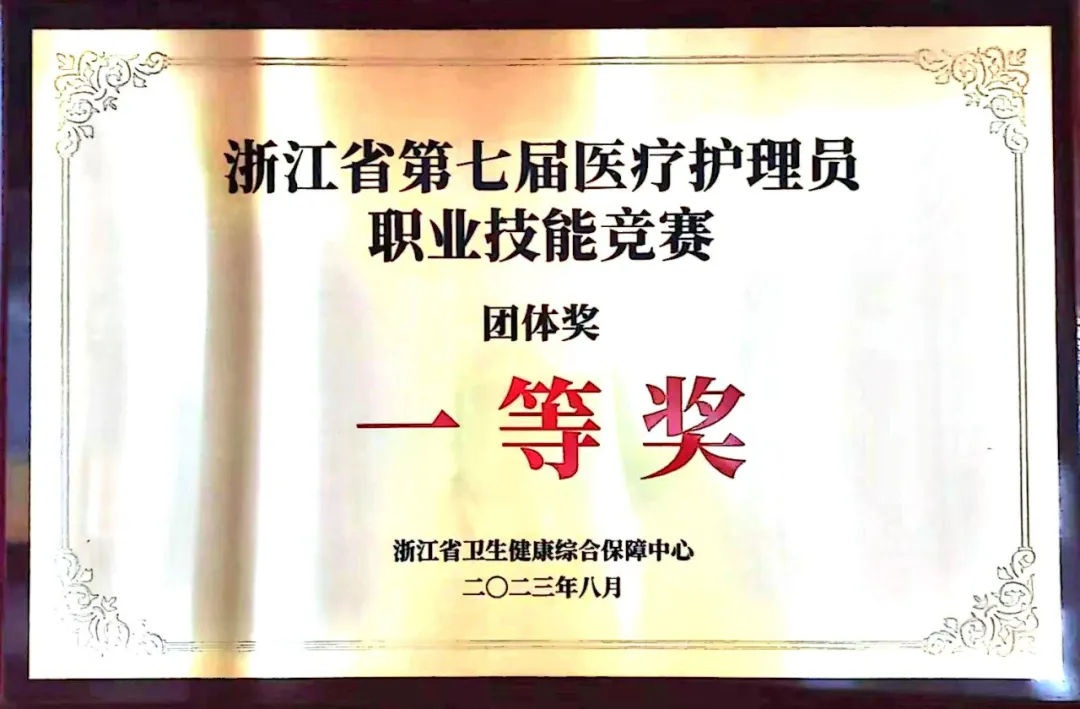 浙江省第七届医疗护理员
职业技能竞赛
团体奖
一等奖
浙江省卫生健康综合保障中心
二〇二三年八月